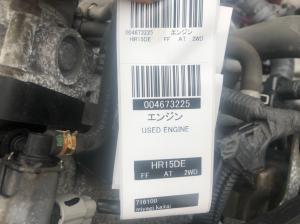 004673225 エンジン
HR15DE FF AT 2WD
004673225
エンジン
USED ENGINE
HR15DE
FF AT 2WD
716100